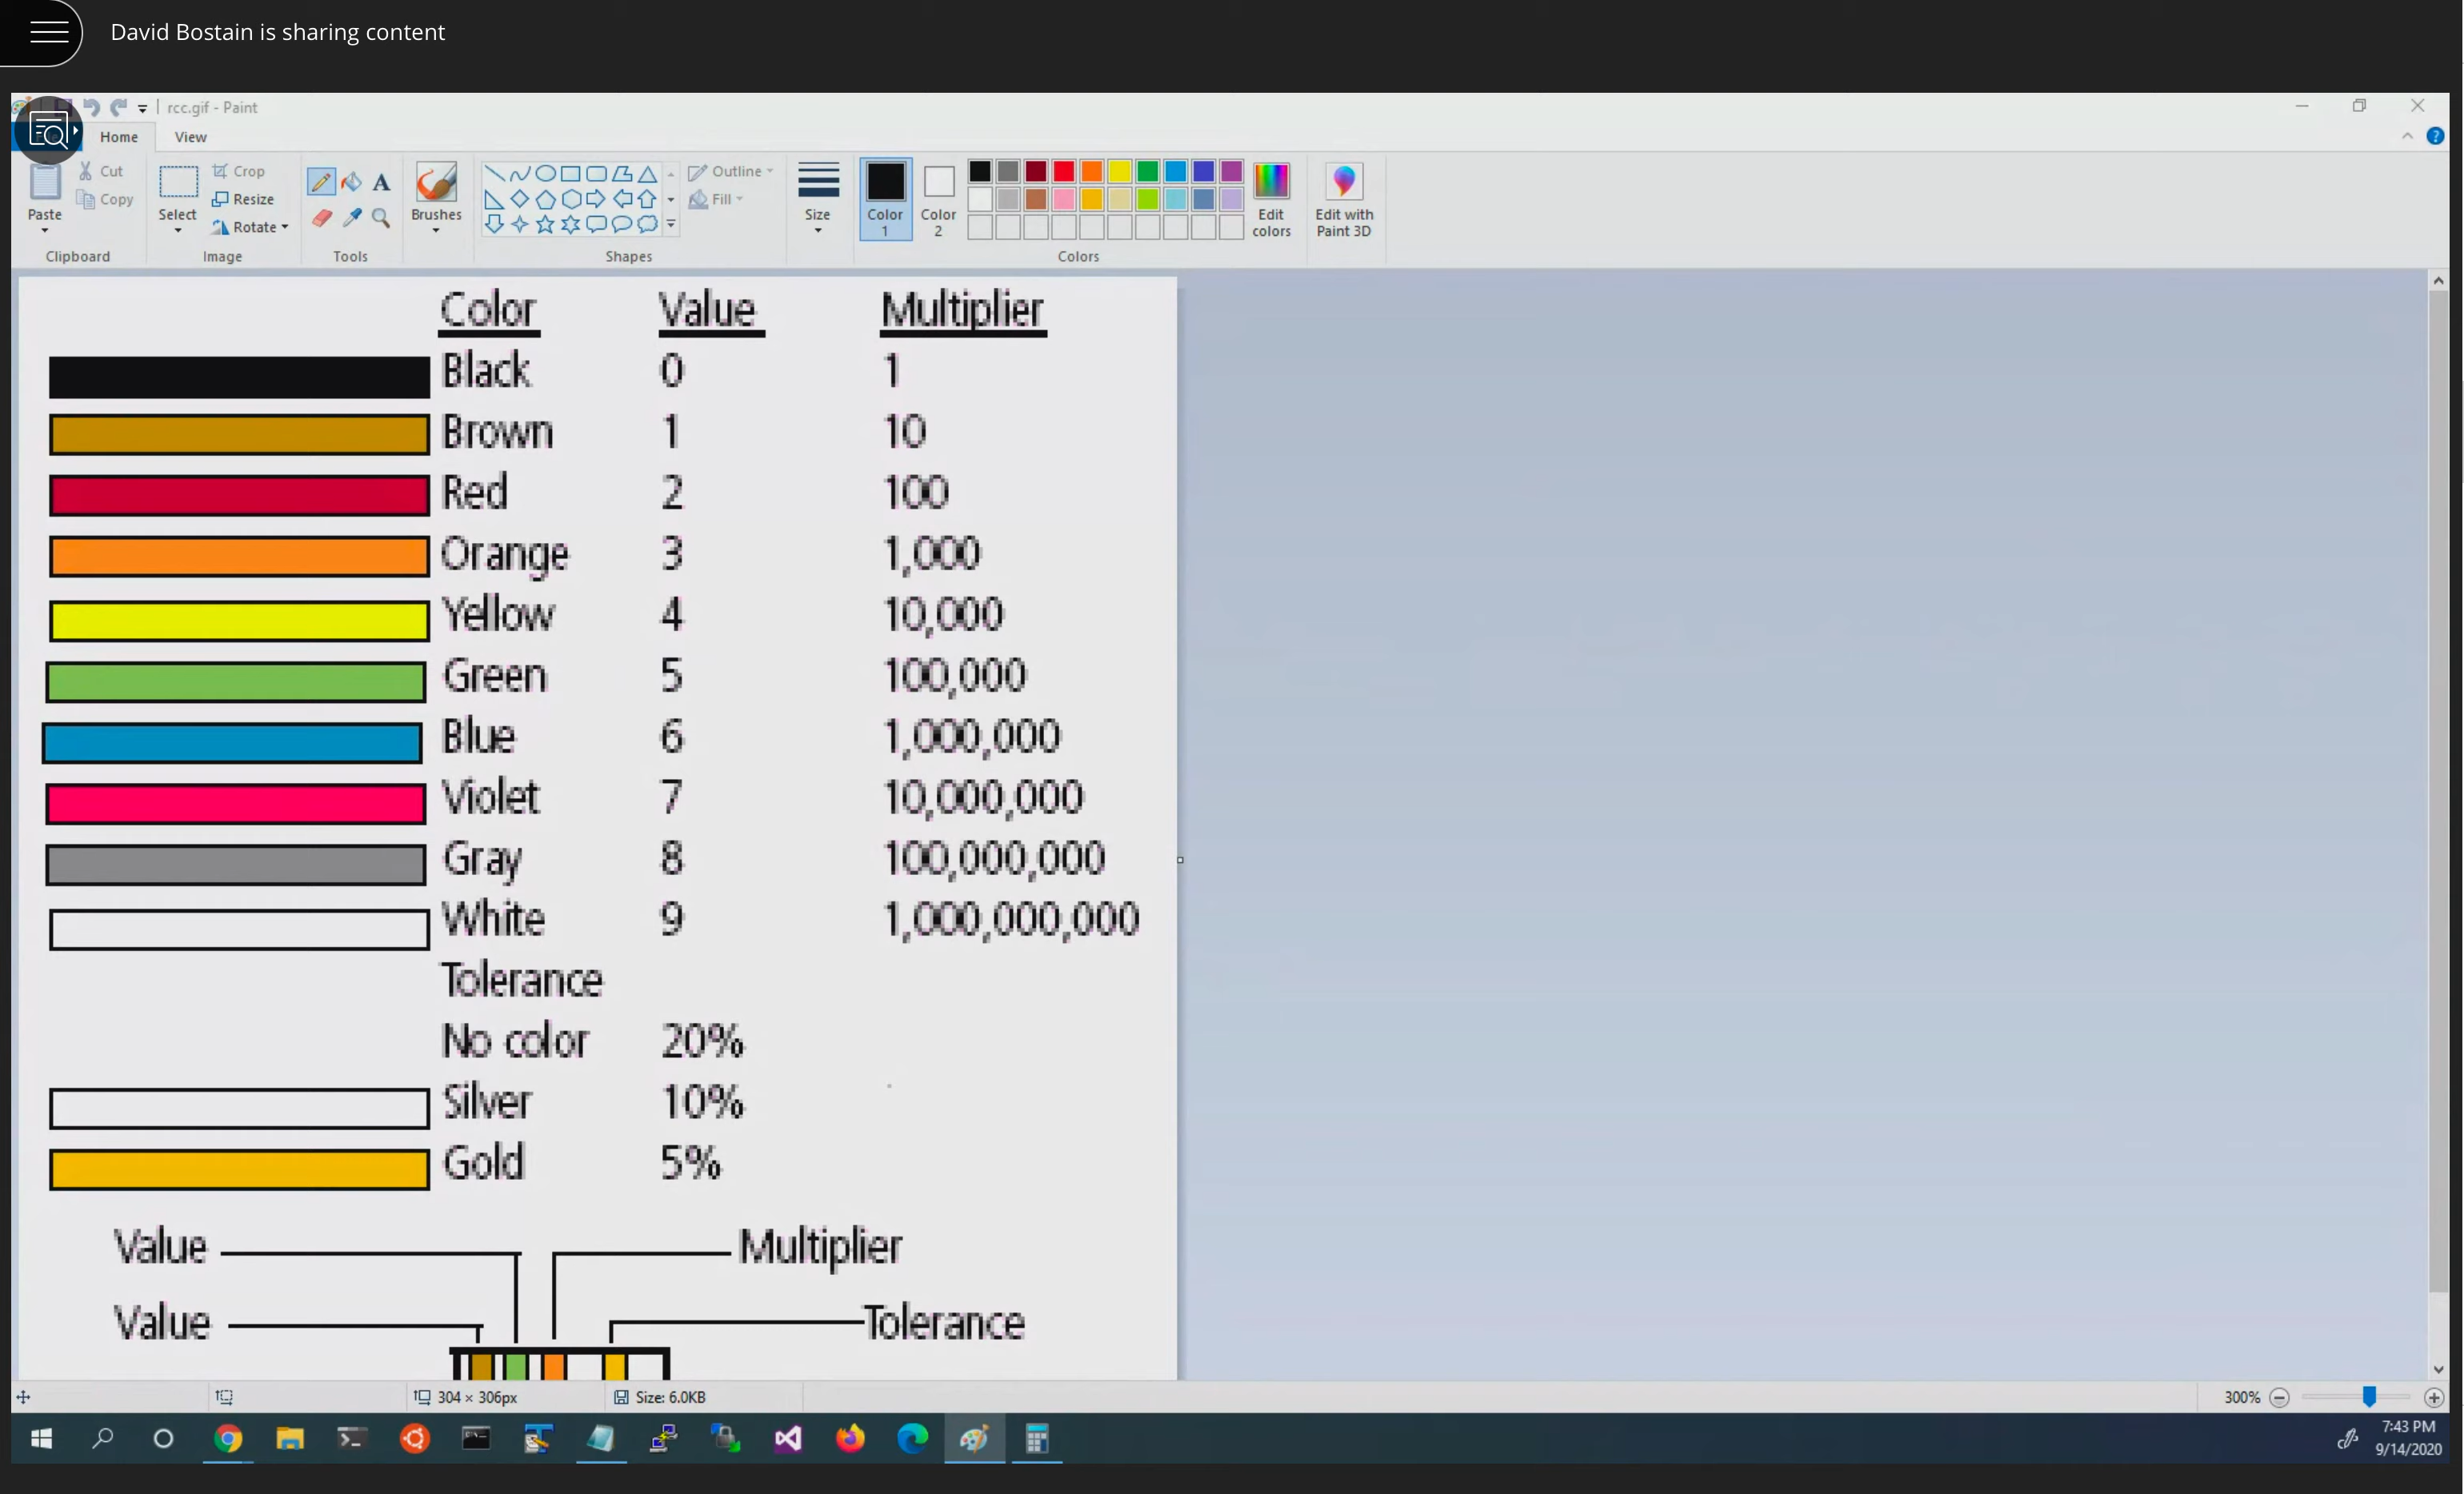 David Bostain is sharing content
rcc.gif - Paint
Home View
Cut
Copy
Paste
Clipboard
Crop
Resize
Rotate
Select
Image
A
Tools
Brushes
Outline
Fill
Shapes
Size
Color 1
Color 2
Edit colors
Colors
Edit with Paint 3D
Color Value Multiplier
Black 0 1
Brown 1 10
Red 2 100
Orange 3 1,000
Yellow 4 10,000
Green 5 100,000
Blue 6 1,000,000
Violet 7 10,000,000
Gray 8 100,000,000
White 9 1,000,000,000
Tolerance
No color 20%
Silver 10%
Gold 5%
Value Multiplier
Value Tolerance
304 × 306px Size: 6.0KB 300%
7:43 PM
9/14/2020